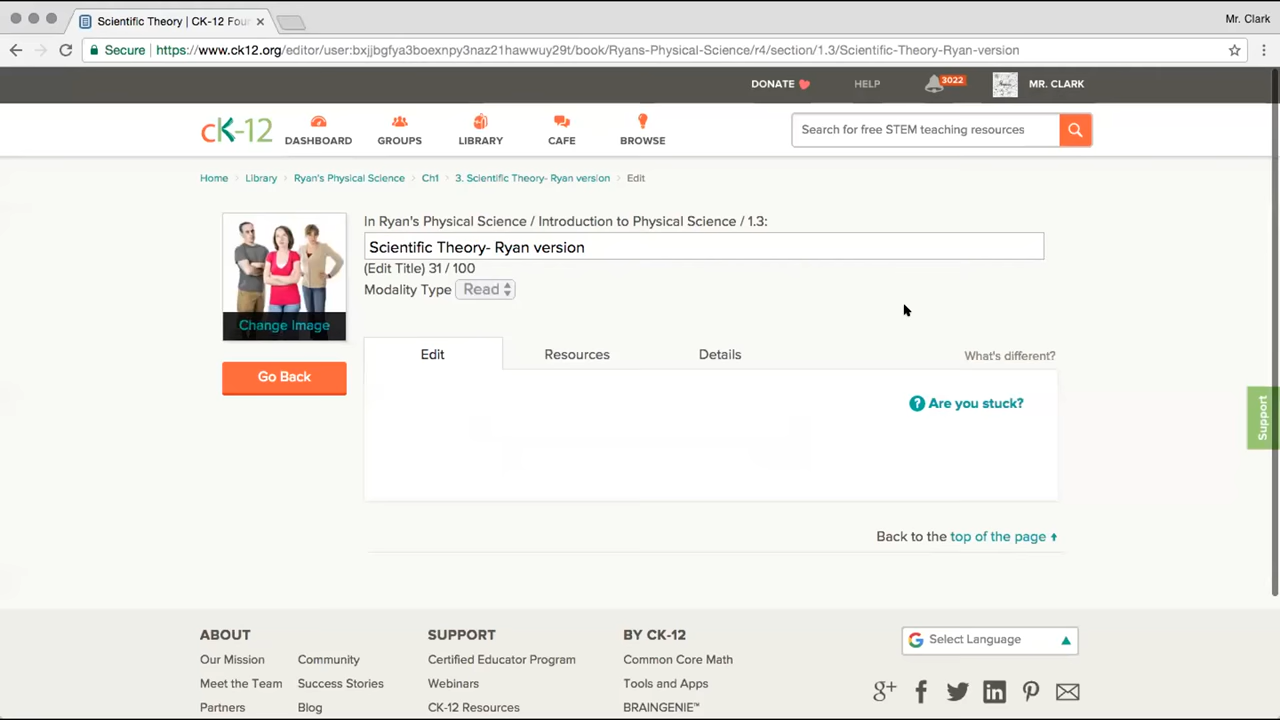 Scientific Theory | CK-12 Four
Mr. Clark
Secure
https://www.ck12.org/editor/user:bxjjbgfya3boexnpy3naz21hawwuy29t/book/Ryans-Physical-Science/r4/section/1.3/Scientific-Theory-Ryan-version
DONATE
HELP
3022
MR. CLARK
cK-12
DASHBOARD
GROUPS
LIBRARY
CAFE
BROWSE
Search for free STEM teaching resources
Home
Library
Ryan's Physical Science
Ch1
3. Scientific Theory- Ryan version
Edit
In Ryan's Physical Science / Introduction to Physical Science / 1.3:
Scientific Theory- Ryan version
(Edit Title) 31 / 100
Modality Type Read
Change Image
Go Back
Edit
Resources
Details
What's different?
? Are you stuck?
Support
Back to the top of the page
ABOUT
Our Mission
Community
Meet the Team
Success Stories
Partners
Blog
SUPPORT
Certified Educator Program
Webinars
CK-12 Resources
BY CK-12
Common Core Math
Tools and Apps
BRAINGENIE™
G Select Language
g+
f
in